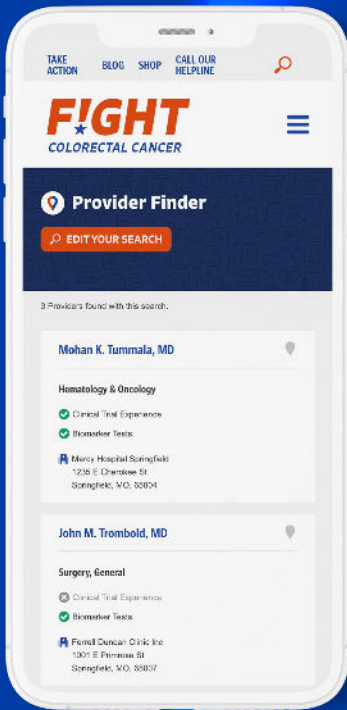 TAKE ACTION
BLOG
SHOP
CALL OUR HELPLINE
F!GHT
COLORECTAL CANCER
Provider Finder
EDIT YOUR SEARCH
3 Providers found with this search.
Mohan K. Tummala, MD
Hematology & Oncology
Clinical Trial Experience
Biomarker Tests
Mercy Hospital Springfield
1235 E Cherokee St
Springfield, MO, 65804
John M. Trombold, MD
Surgery, General
Clinical Trial Experience
Biomarker Tests
Ferrell Duncan Clinic Inc
1001 E Primrose St
Springfield, MO, 65807